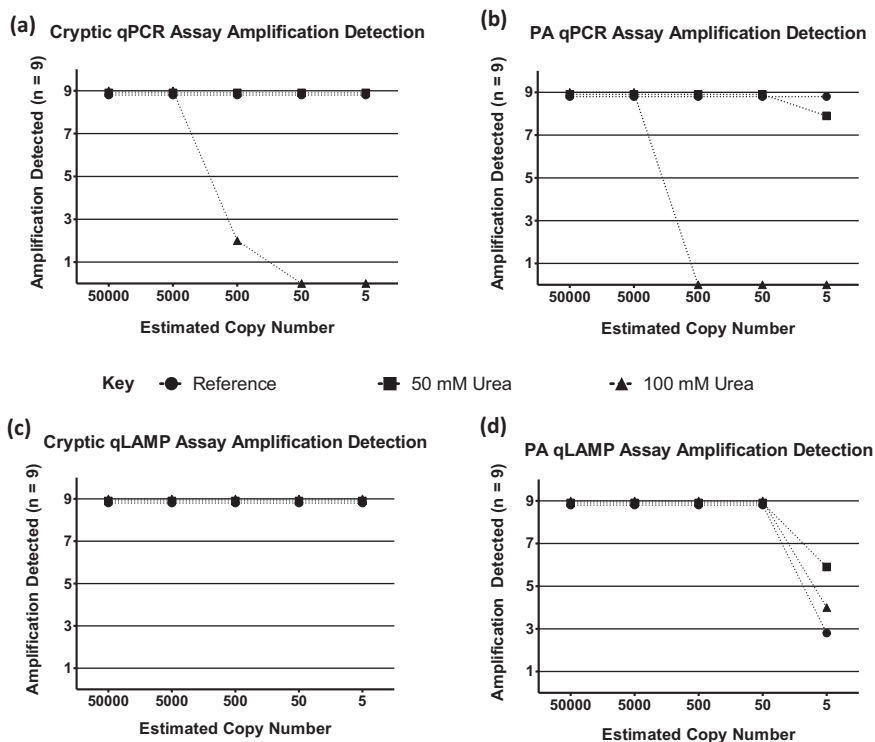 (a) Cryptic qPCR Assay Amplification Detection
Amplification Detected (n = 9)
9
7
5
3
1
50000 5000 500 50 5
Estimated Copy Number
(b) PA qPCR Assay Amplification Detection
Amplification Detected (n = 9)
9
7
5
3
1
50000 5000 500 50 5
Estimated Copy Number
Key Reference 50 mM Urea 100 mM Urea
(c) Cryptic qLAMP Assay Amplification Detection
Amplification Detected (n = 9)
9
7
5
3
1
50000 5000 500 50 5
Estimated Copy Number
(d) PA qLAMP Assay Amplification Detection
Amplification Detected (n = 9)
9
7
5
3
1
50000 5000 500 50 5
Estimated Copy Number